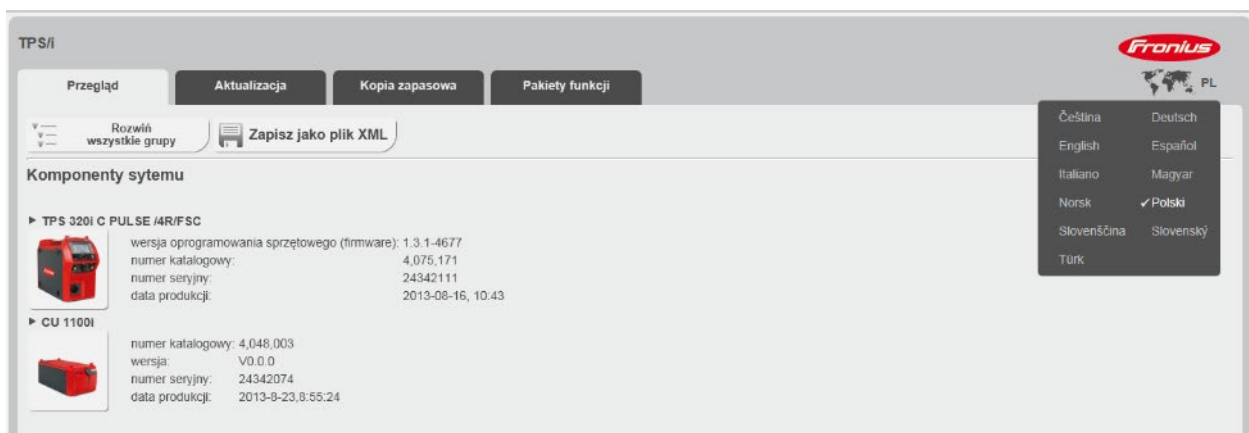 TPS/i
Fronius
Przegląd
Aktualizacja
Kopia zapasowa
Pakiety funkcji
PL
Rozwiń
wszystkie grupy
Zapisz jako plik XML
Čeština Deutsch
English Español
Italiano Magyar
Norsk ✓Polski
Slovenščina Slovenský
Türk
Komponenty sytemu
TPS 320i C PULSE /4R/FSC
wersja oprogramowania sprzętowego (firmware): 1.3.1-4677
numer katalogowy: 4,075,171
numer seryjny: 24342111
data produkcji: 2013-08-16, 10:43
CU 1100i
numer katalogowy: 4,048,003
wersja: V0.0.0
numer seryjny: 24342074
data produkcji: 2013-8-23,8:55:24